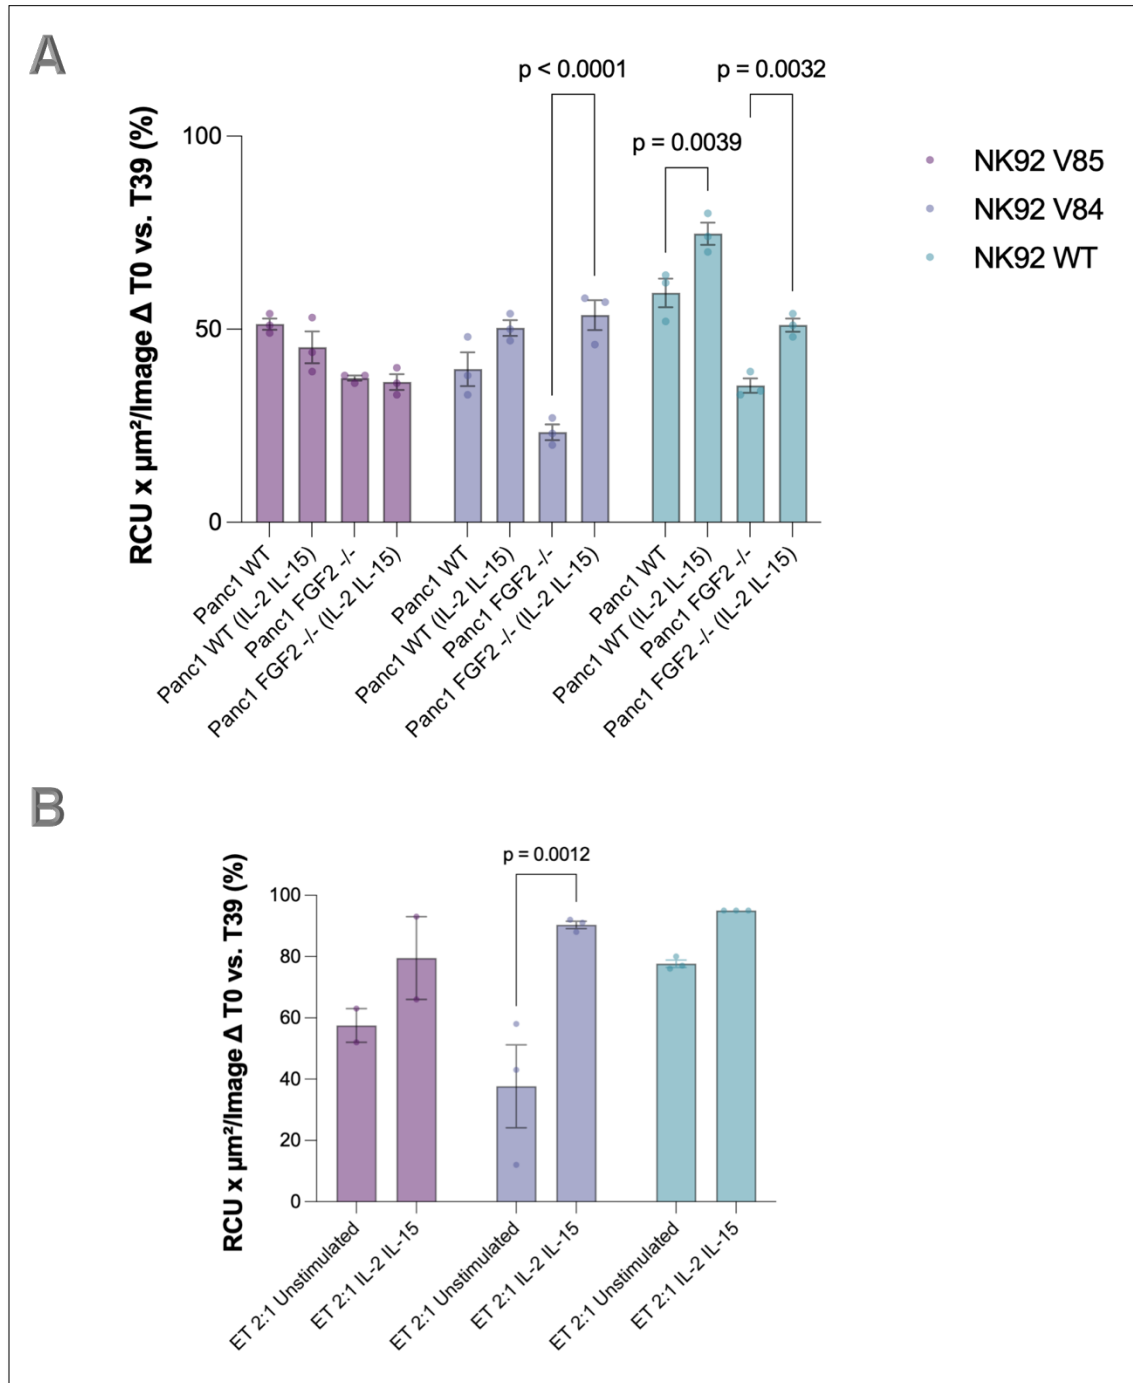 A
p < 0.0001
p = 0.0032
p = 0.0039
RCU x µm²/Image Δ T0 vs. T39 (%)
100
50
0
NK92 V85
NK92 V84
NK92 WT
Panc1 WT
Panc1 WT (IL-2 IL-15)
Panc1 FGF2 -/-
Panc1 FGF2 -/- (IL-2 IL-15)
Panc1 WT
Panc1 WT (IL-2 IL-15)
Panc1 FGF2 -/-
Panc1 FGF2 -/- (IL-2 IL-15)
Panc1 WT
Panc1 WT (IL-2 IL-15)
Panc1 FGF2 -/-
Panc1 FGF2 -/- (IL-2 IL-15)
B
p = 0.0012
RCU x µm²/Image Δ T0 vs. T39 (%)
100
80
60
40
20
0
ET 2:1 Unstimulated
ET 2:1 IL-2 IL-15
ET 2:1 Unstimulated
ET 2:1 IL-2 IL-15
ET 2:1 Unstimulated
ET 2:1 IL-2 IL-15